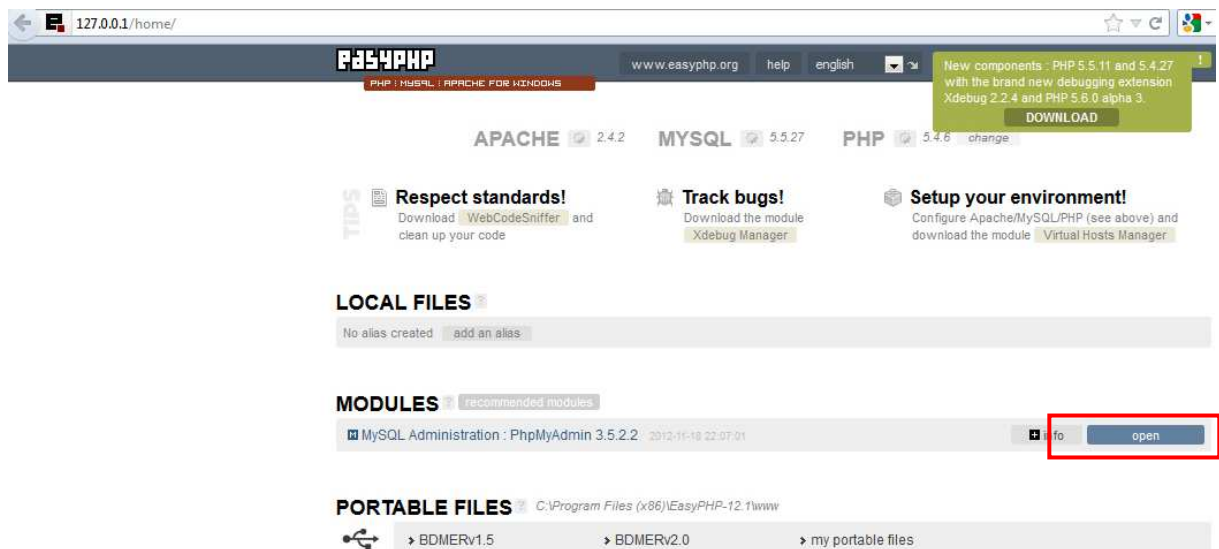 127.0.0.1/home/
easyPHP
PHP | MYSQL | APACHE FOR WINDOWS
www.easyphp.org help english
New components : PHP 5.5.11 and 5.4.27
with the brand new debugging extension
Xdebug 2.2.4 and PHP 5.6.0 alpha 3.
DOWNLOAD
!
APACHE 2.4.2 MYSQL 5.5.27 PHP 5.4.6 change
TIPS
Respect standards!
Download WebCodeSniffer and
clean up your code
Track bugs!
Download the module
Xdebug Manager
Setup your environment!
Configure Apache/MySQL/PHP (see above) and
download the module Virtual Hosts Manager
LOCAL FILES ?
No alias created add an alias
MODULES ? recommended modules
MySQL Administration : PhpMyAdmin 3.5.2.2 2012-11-18 22:07:01 info open
PORTABLE FILES ? C:\Program Files (x86)\EasyPHP-12.1\www
BDMERv1.5 BDMERv2.0 my portable files